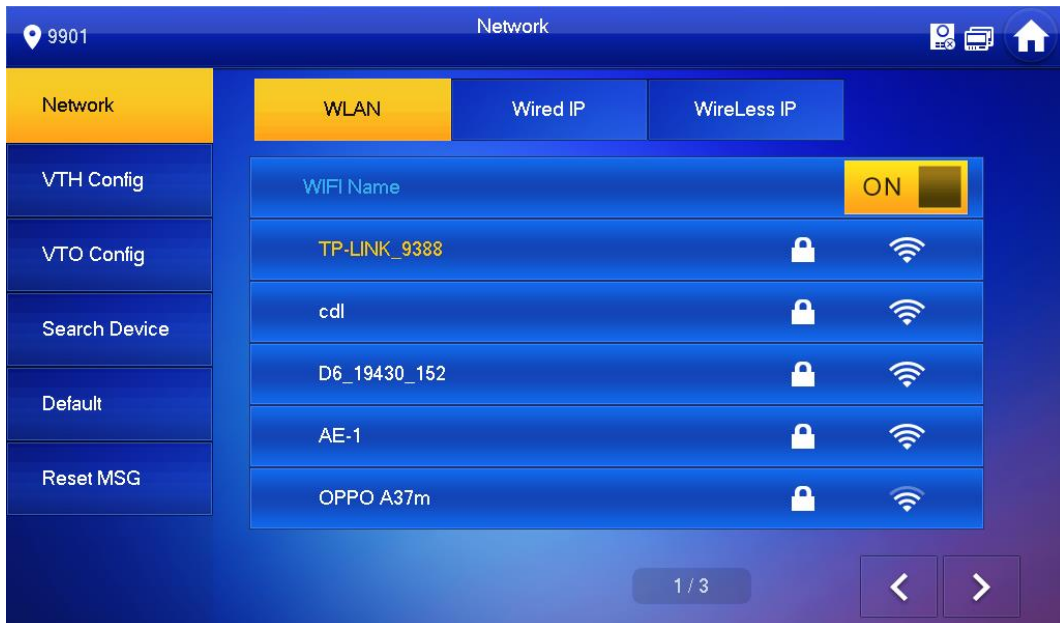 9901
Network
Network
WLAN
Wired IP
WireLess IP
VTH Config
WIFI Name
ON
VTO Config
TP-LINK_9388
cdl
Search Device
D6_19430_152
Default
AE-1
Reset MSG
OPPO A37m
1 / 3